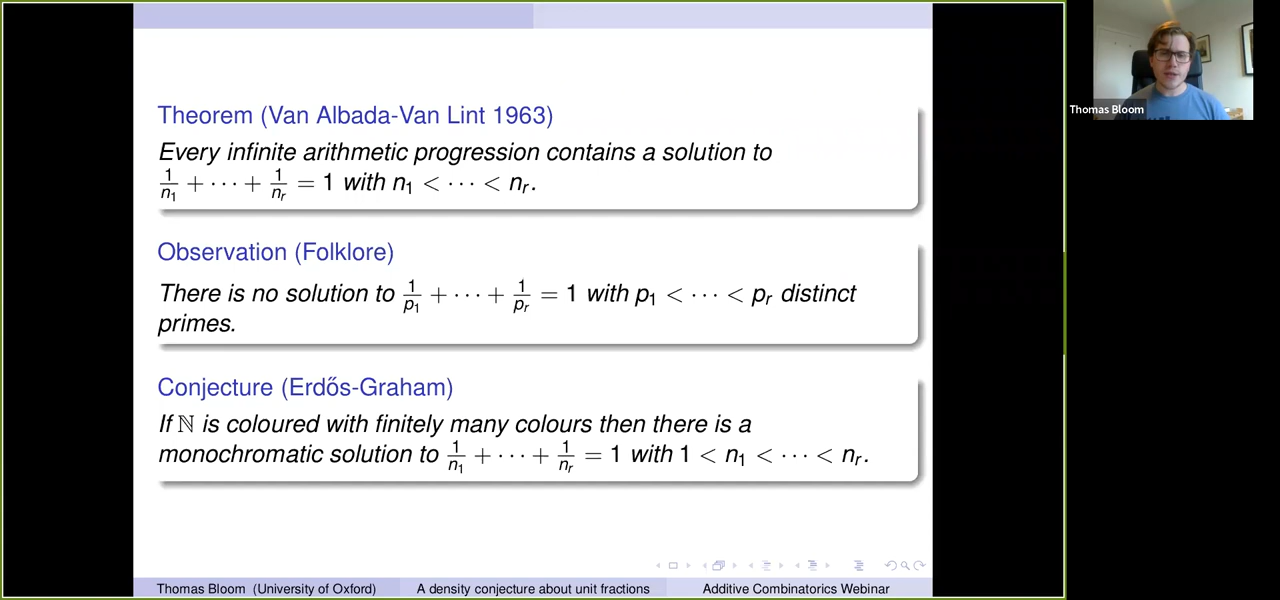 Theorem (Van Albada-Van Lint 1963)
Every infinite arithmetic progression contains a solution to
1/n₁ + ⋯ + 1/nᵣ = 1 with n₁ < ⋯ < nᵣ.
Observation (Folklore)
There is no solution to 1/p₁ + ⋯ + 1/pᵣ = 1 with p₁ < ⋯ < pᵣ distinct
primes.
Conjecture (Erdős-Graham)
If ℕ is coloured with finitely many colours then there is a
monochromatic solution to 1/n₁ + ⋯ + 1/nᵣ = 1 with 1 < n₁ < ⋯ < nᵣ.
Thomas Bloom (University of Oxford)
A density conjecture about unit fractions
Additive Combinatorics Webinar
Thomas Bloom